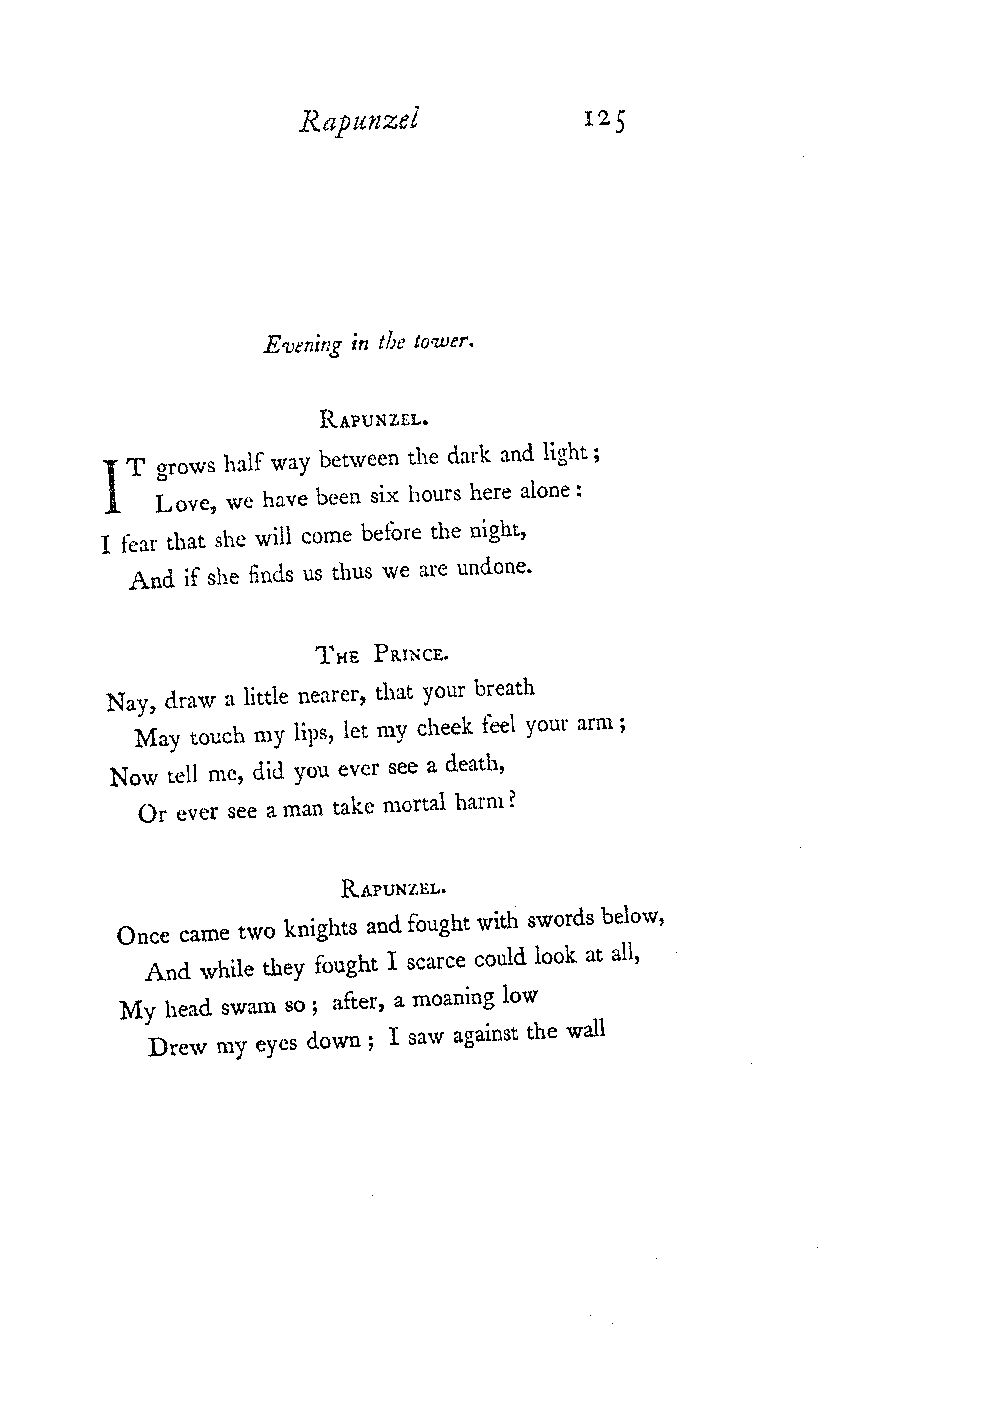 Rapunzel 125
Evening in the tower.
RAPUNZEL.
IT grows half way between the dark and light;
Love, we have been six hours here alone:
I fear that she will come before the night,
And if she finds us thus we are undone.
THE PRINCE.
Nay, draw a little nearer, that your breath
May touch my lips, let my cheek feel your arm;
Now tell me, did you ever see a death,
Or ever see a man take mortal harm?
RAPUNZEL.
Once came two knights and fought with swords below,
And while they fought I scarce could look at all,
My head swam so; after, a moaning low
Drew my eyes down; I saw against the wall